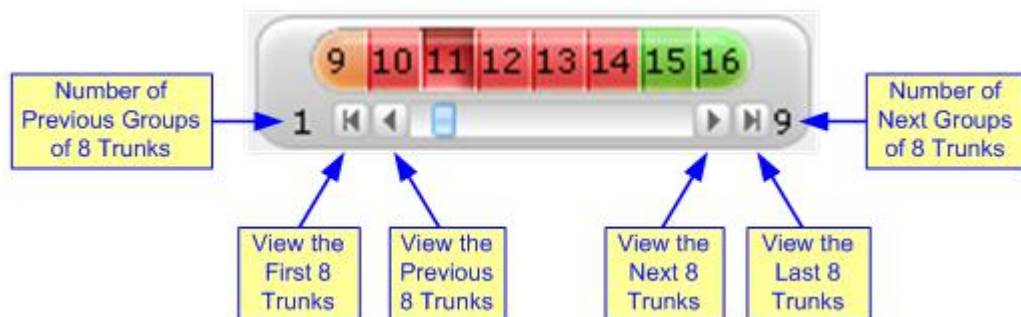 9 10 11 12 13 14 15 16
Number of
Previous Groups
of 8 Trunks
1
9
Number of
Next Groups
of 8 Trunks
View the
First 8
Trunks
View the
Previous
8 Trunks
View the
Next 8
Trunks
View the
Last 8
Trunks